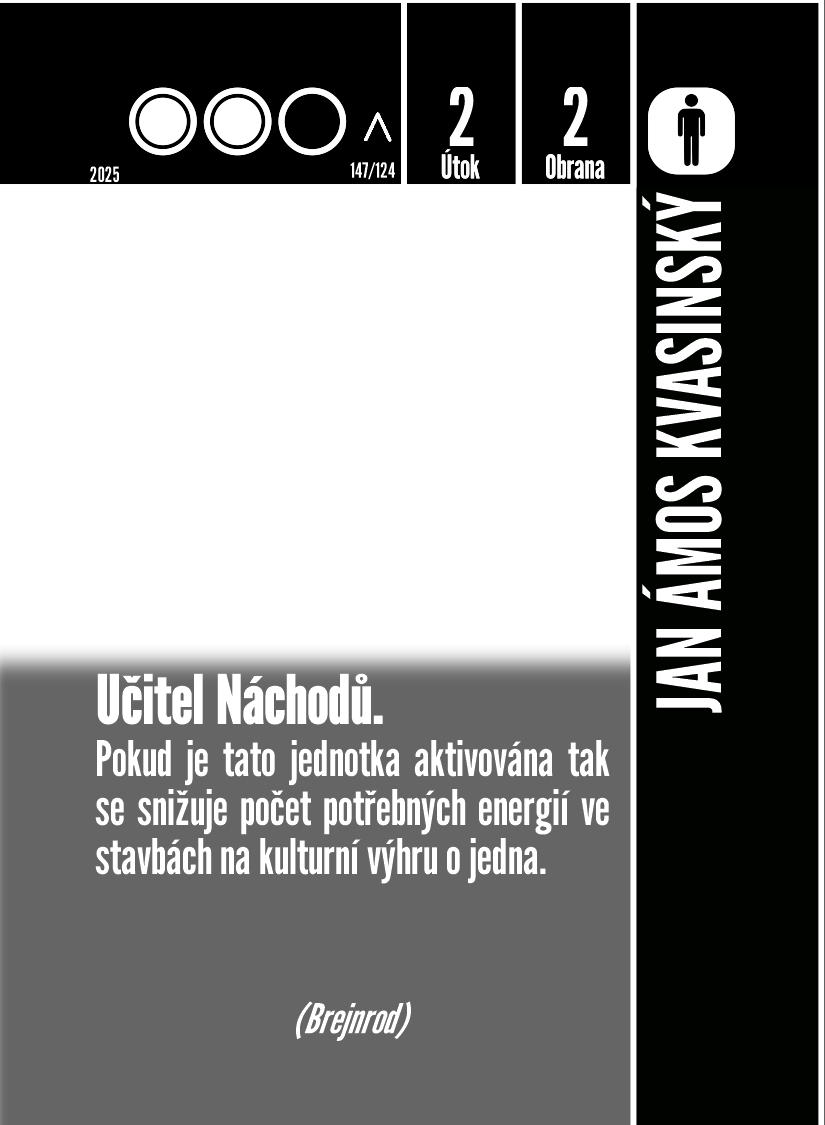 2025
147/124
2
Útok
2
Obrana
JAN ÁMOS KVASINSKÝ
Učitel Náchodů.
Pokud je tato jednotka aktivována tak
se snižuje počet potřebných energií ve
stavbách na kulturní výhru o jedna.
(Brejnrod)